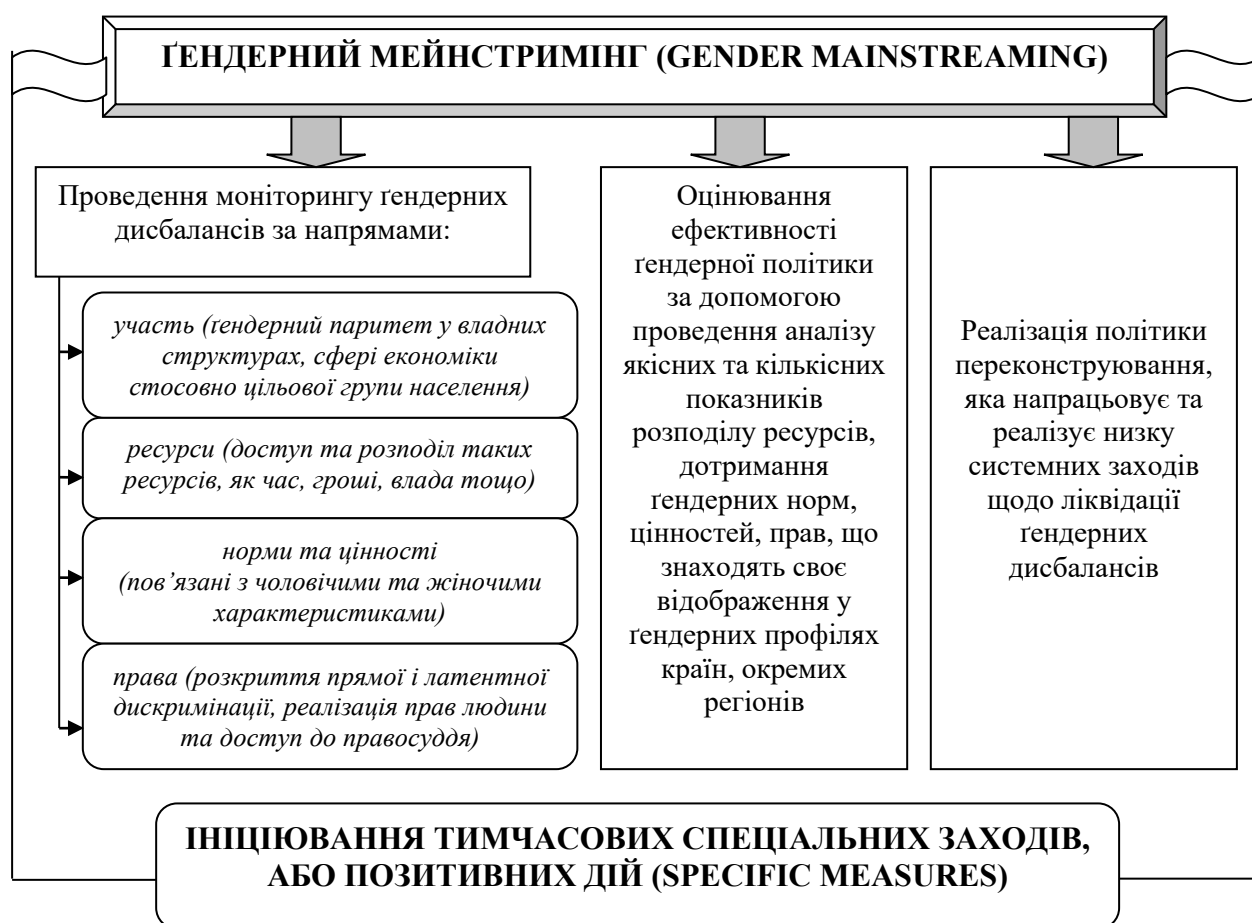 ҐЕНДЕРНИЙ МЕЙНСТРИМІНГ (GENDER MAINSTREAMING)
Проведення моніторингу ґендерних
дисбалансів за напрямами:
участь (ґендерний паритет у владних
структурах, сфері економіки
стосовно цільової групи населення)
ресурси (доступ та розподіл таких
ресурсів, як час, гроші, влада тощо)
норми та цінності
(пов’язані з чоловічими та жіночими
характеристиками)
права (розкриття прямої і латентної
дискримінації, реалізація прав людини
та доступ до правосуддя)
Оцінювання
ефективності
ґендерної політики
за допомогою
проведення аналізу
якісних та кількісних
показників
розподілу ресурсів,
дотримання
ґендерних норм,
цінностей, прав, що
знаходять своє
відображення у
ґендерних профілях
країн, окремих
регіонів
Реалізація політики
переконструювання,
яка напрацьовує та
реалізує низку
системних заходів
щодо ліквідації
ґендерних
дисбалансів
ІНІЦІЮВАННЯ ТИМЧАСОВИХ СПЕЦІАЛЬНИХ ЗАХОДІВ,
АБО ПОЗИТИВНИХ ДІЙ (SPECIFIC MEASURES)